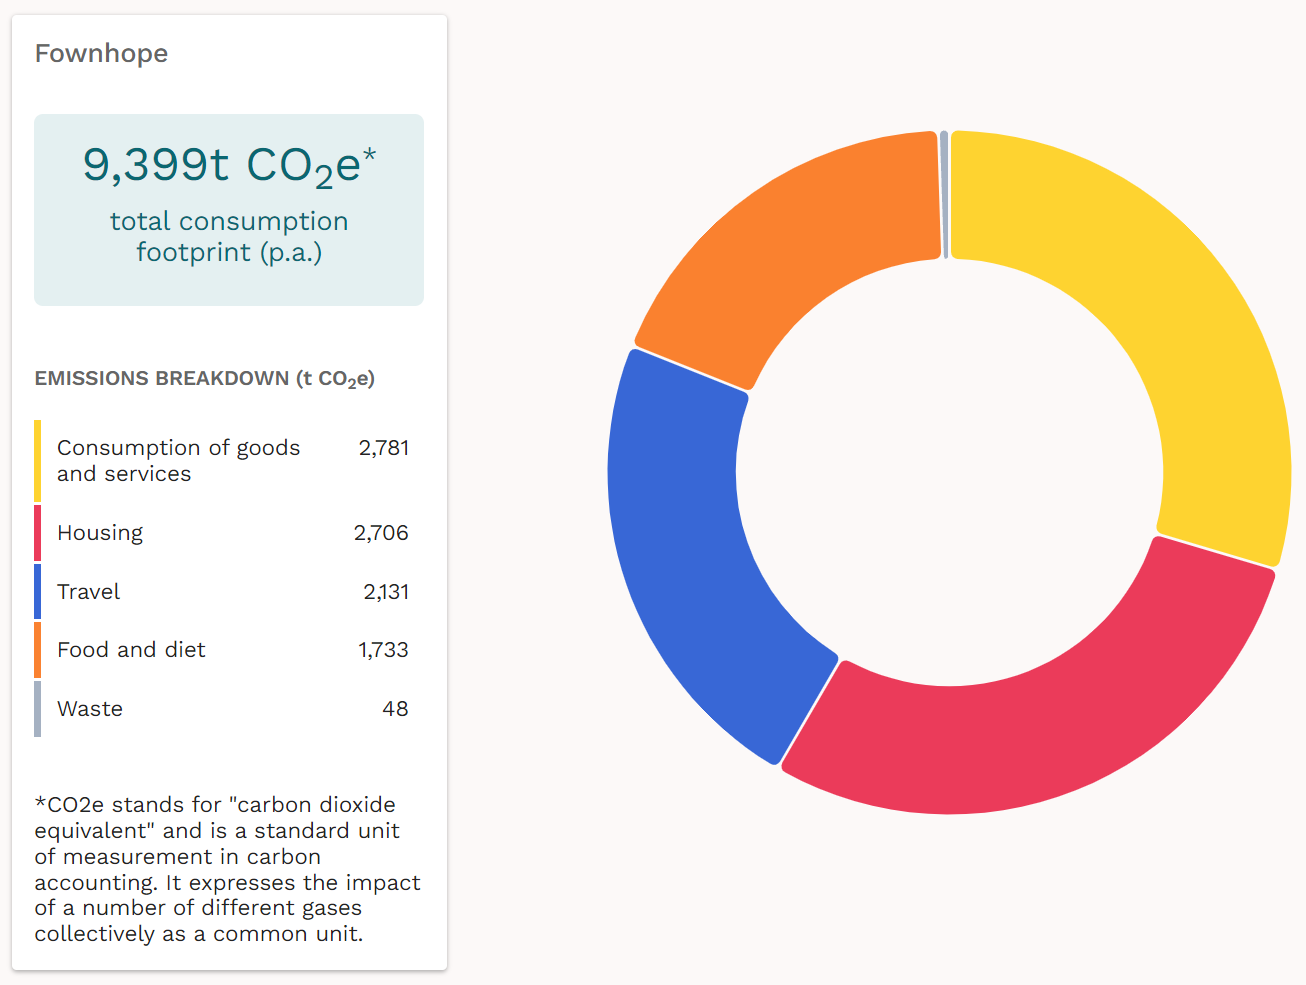 Fownhope
9,399t CO₂e*
total consumption
footprint (p.a.)
EMISSIONS BREAKDOWN (t CO₂e)
Consumption of goods 2,781
and services
Housing 2,706
Travel 2,131
Food and diet 1,733
Waste 48
*CO2e stands for "carbon dioxide
equivalent" and is a standard unit
of measurement in carbon
accounting. It expresses the impact
of a number of different gases
collectively as a common unit.